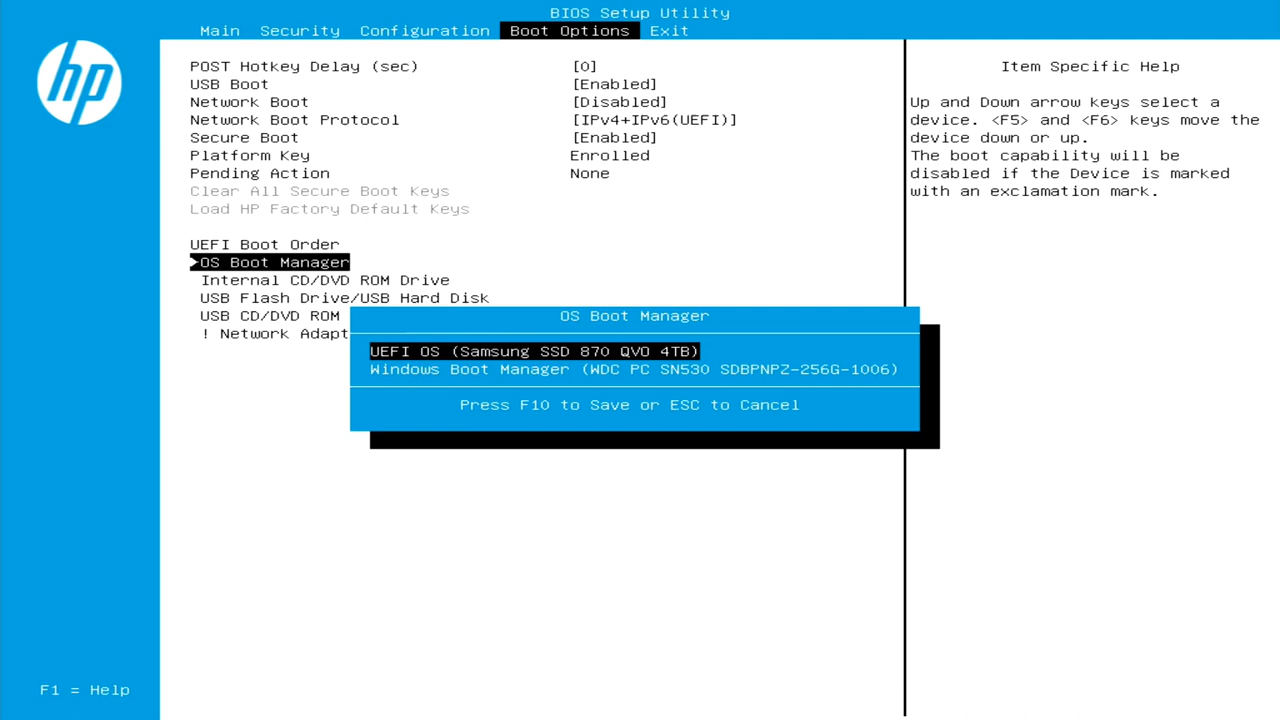 BIOS Setup Utility
Main Security Configuration Boot Options Exit
hp
POST Hotkey Delay (sec) [0]
USB Boot [Enabled]
Network Boot [Disabled]
Network Boot Protocol [IPv4+IPv6(UEFI)]
Secure Boot [Enabled]
Platform Key Enrolled
Pending Action None
Clear All Secure Boot Keys
Load HP Factory Default Keys
UEFI Boot Order
▶OS Boot Manager
Internal CD/DVD ROM Drive
USB Flash Drive/USB Hard Disk
USB CD/DVD ROM
! Network Adapt
OS Boot Manager
UEFI OS (Samsung SSD 870 QVO 4TB)
Windows Boot Manager (WDC PC SN530 SDBPNPZ-256G-1006)
Press F10 to Save or ESC to Cancel
Item Specific Help
Up and Down arrow keys select a
device. <F5> and <F6> keys move the
device down or up.
The boot capability will be
disabled if the Device is marked
with an exclamation mark.
F1 = Help